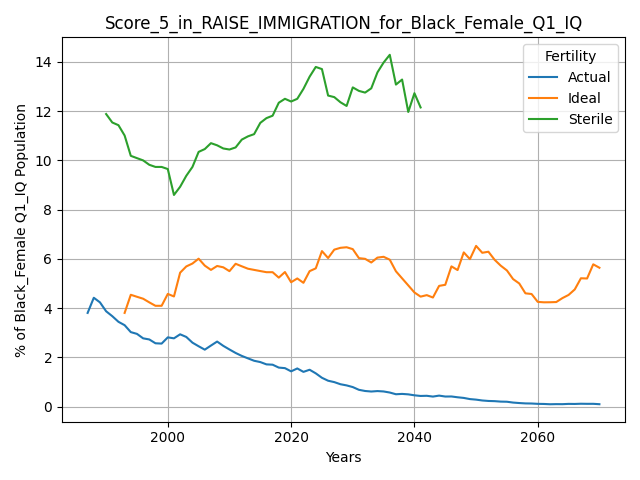 Score_5_in_RAISE_IMMIGRATION_for_Black_Female_Q1_IQ
% of Black_Female Q1_IQ Population
14
12
10
8
6
4
2
0
Fertility
Actual
Ideal
Sterile
2000
2020
2040
2060
Years